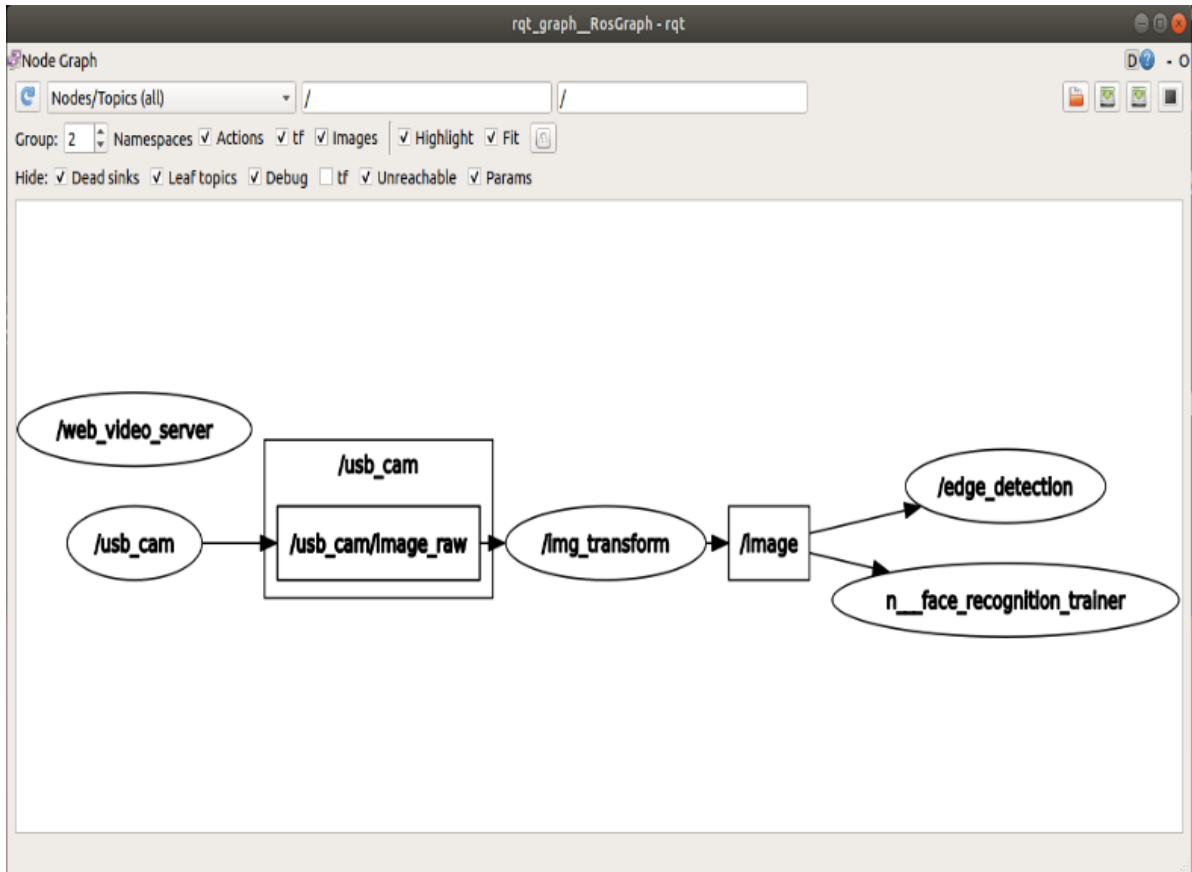 rqt_graph__RosGraph - rqt
Node Graph D - O
Nodes/Topics (all) / /
Group: 2 Namespaces Actions tf Images Highlight Fit
Hide: Dead sinks Leaf topics Debug tf Unreachable Params
/web_video_server
/usb_cam
/usb_cam
/usb_cam/image_raw
/img_transform
/image
/edge_detection
n__face_recognition_trainer